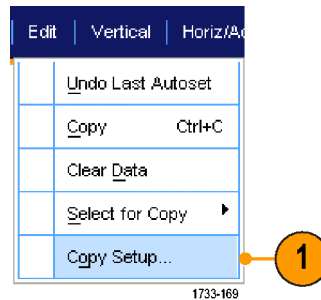 Edit Vertical Horiz/Ac
Undo Last Autoset
Copy Ctrl+C
Clear Data
Select for Copy
Copy Setup...
1
1733-169